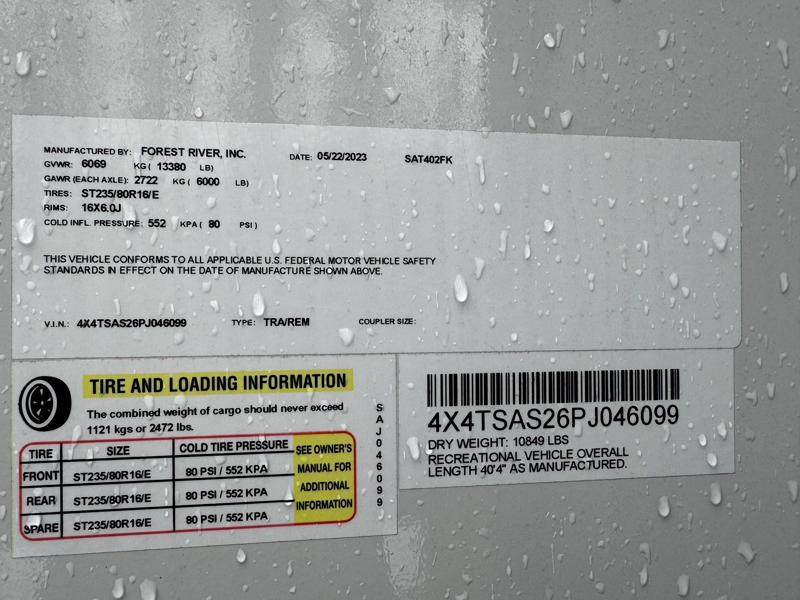 MANUFACTURED BY: FOREST RIVER, INC. DATE: 05/22/2023 SAT402FK
GVWR: 6069 KG ( 13380 LB)
GAWR (EACH AXLE): 2722 KG ( 6000 LB)
TIRES: ST235/80R16/E
RIMS: 16X6.0J
COLD INFL. PRESSURE: 552 KPA ( 80 PSI )
THIS VEHICLE CONFORMS TO ALL APPLICABLE U.S. FEDERAL MOTOR VEHICLE SAFETY
STANDARDS IN EFFECT ON THE DATE OF MANUFACTURE SHOWN ABOVE.
V.I.N.: 4X4TSAS26PJ046099 TYPE: TRA/REM COUPLER SIZE:
TIRE AND LOADING INFORMATION
The combined weight of cargo should never exceed
1121 kgs or 2472 lbs.
TIRE SIZE COLD TIRE PRESSURE SEE OWNER'S
FRONT ST235/80R16/E 80 PSI / 552 KPA MANUAL FOR
REAR ST235/80R16/E 80 PSI / 552 KPA ADDITIONAL
SPARE ST235/80R16/E 80 PSI / 552 KPA INFORMATION
SAJ046099
4X4TSAS26PJ046099
DRY WEIGHT: 10849 LBS
RECREATIONAL VEHICLE OVERALL
LENGTH 40'4" AS MANUFACTURED.